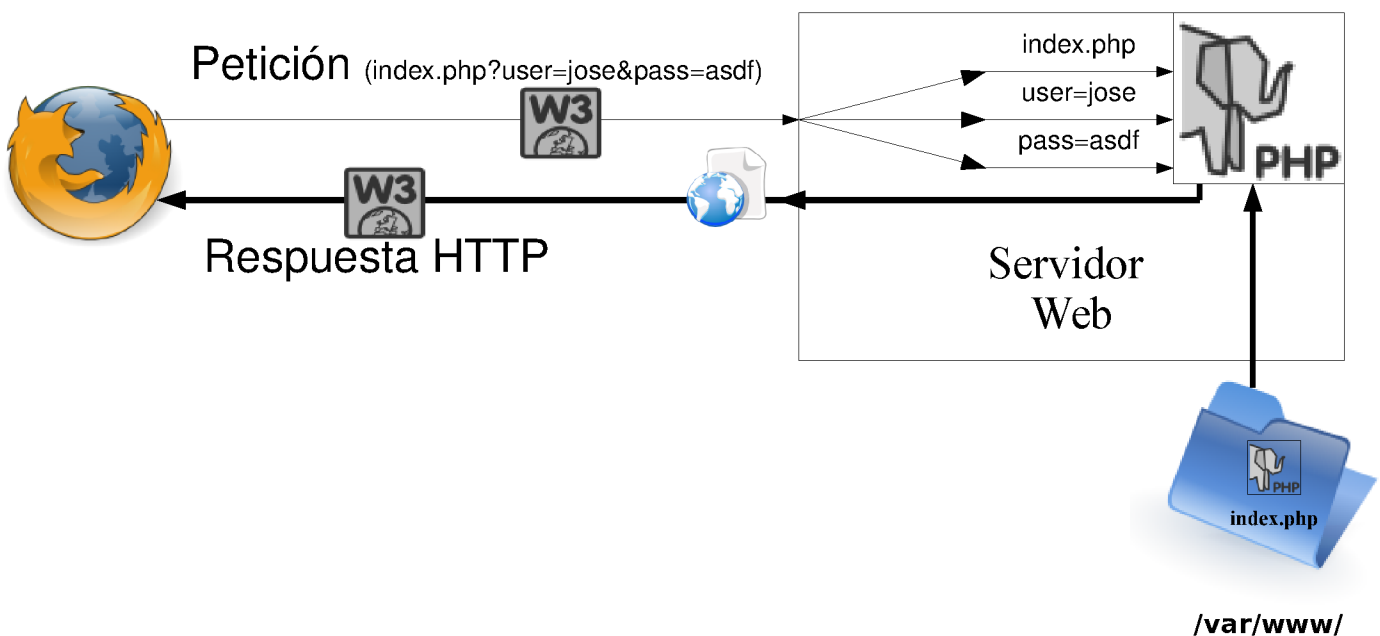 Petición (index.php?user=jose&pass=asdf)
W3
index.php
user=jose
pass=asdf
PHP
W3
Respuesta HTTP
Servidor
Web
PHP
index.php
/var/www/